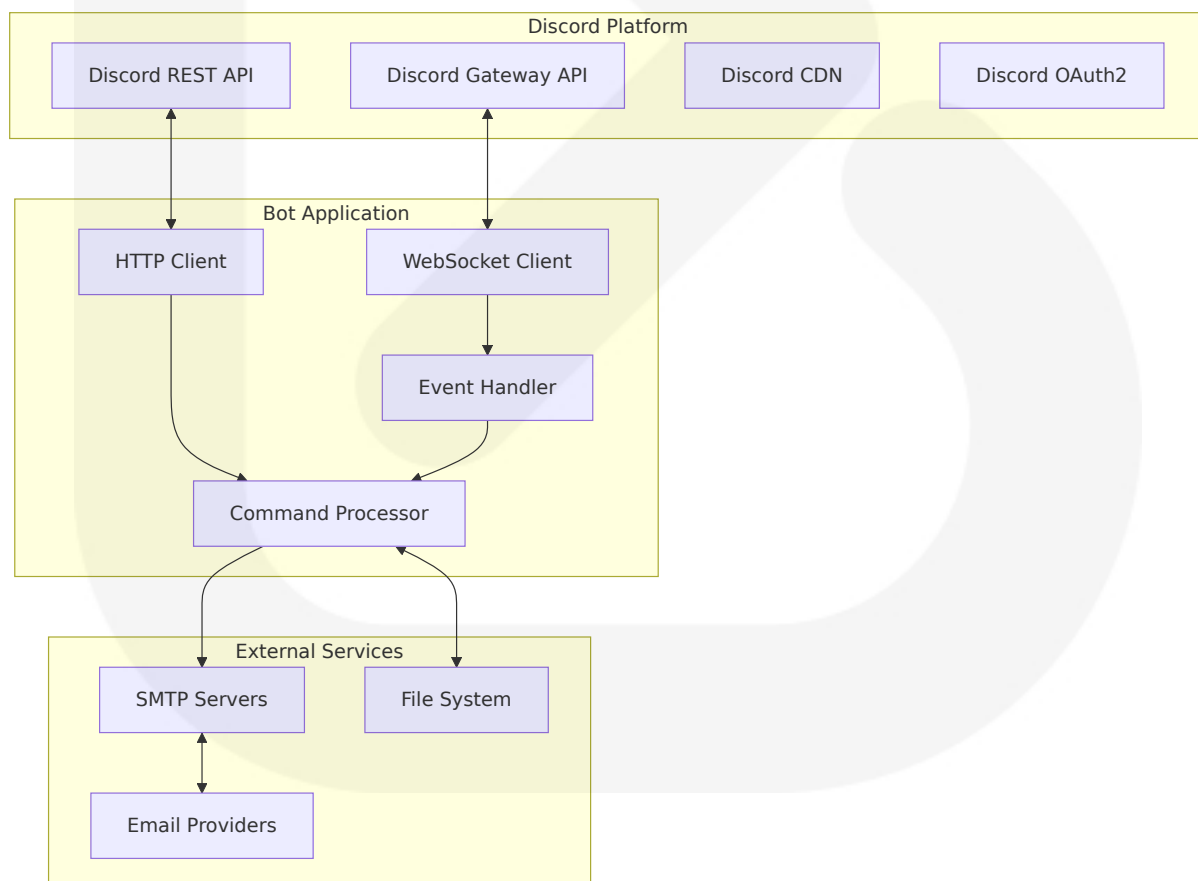 Discord Platform
Discord REST API
Discord Gateway API
Discord CDN
Discord OAuth2
Bot Application
HTTP Client
WebSocket Client
Event Handler
Command Processor
External Services
SMTP Servers
File System
Email Providers